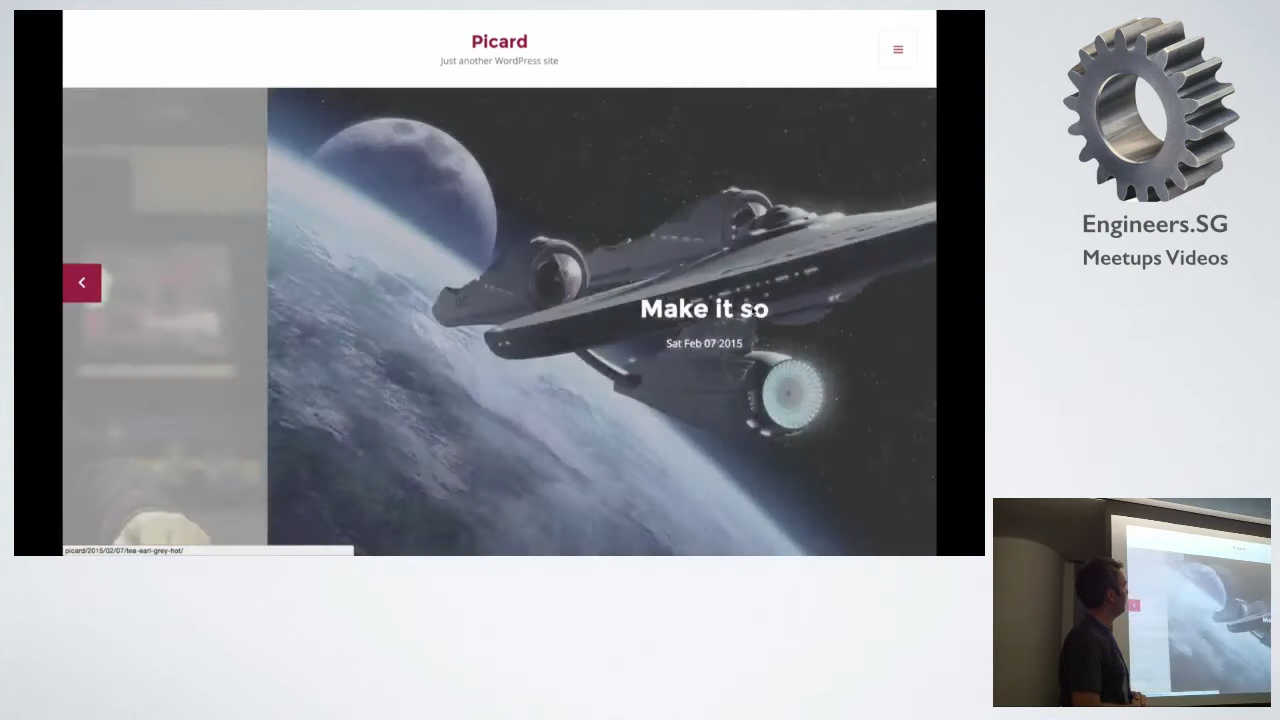 Picard
Just another WordPress site
Make it so
Sat Feb 07 2015
picard/2015/02/07/tea-earl-grey-hot/
Engineers.SG
Meetups Videos